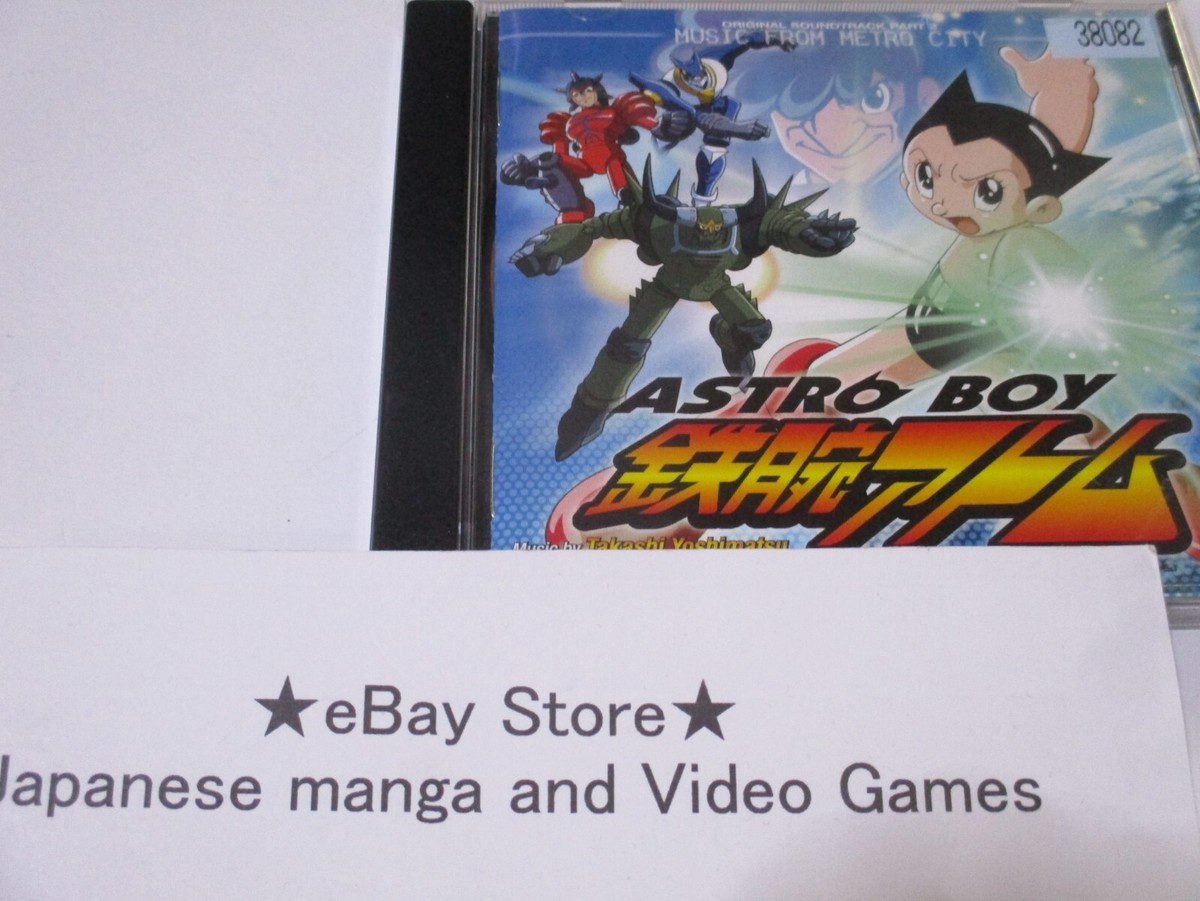 ORIGINAL SOUNDTRACK PART 2
MUSIC FROM METRO CITY
38082
ASTRO BOY
鉄腕アトム
Music by Takashi Yoshimatsu
★eBay Store★
Japanese manga and Video Games